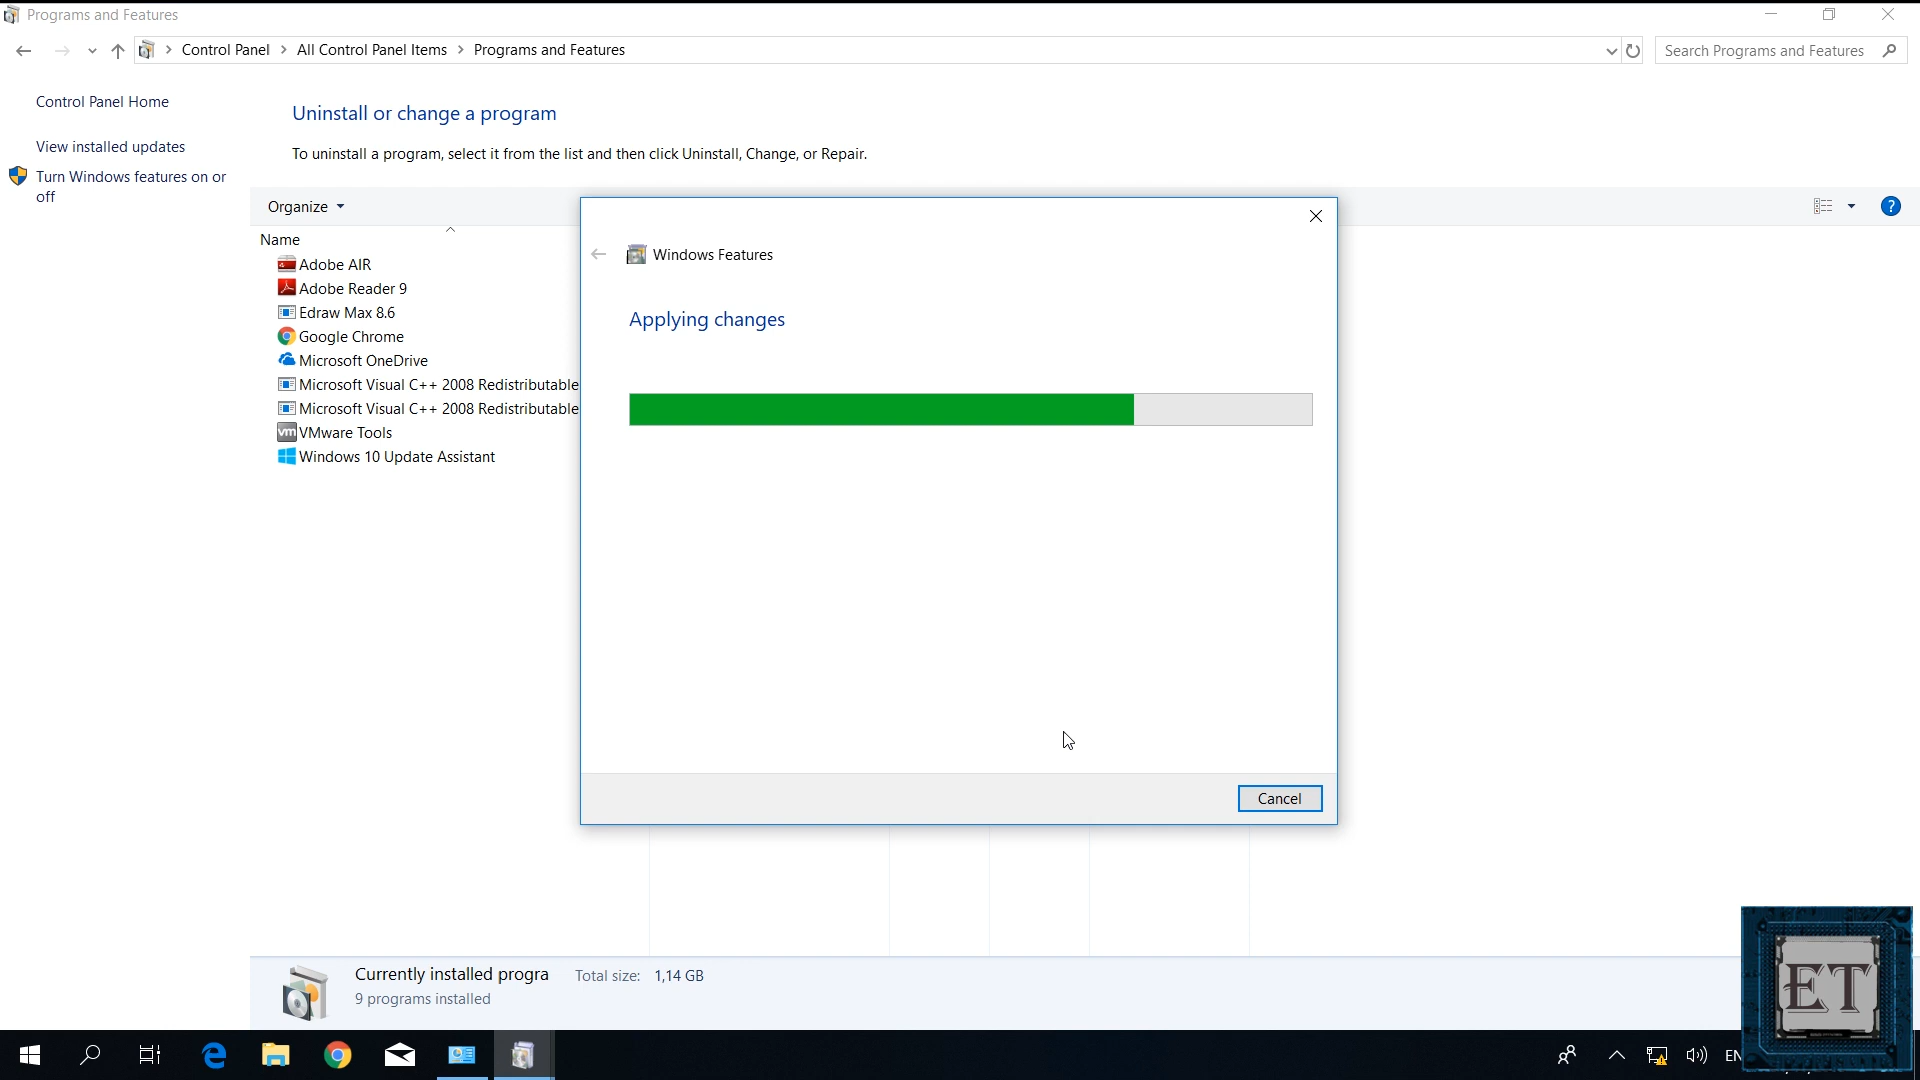 Programs and Features
Control Panel > All Control Panel Items > Programs and Features
Search Programs and Features
Control Panel Home
View installed updates
Turn Windows features on or
off
Uninstall or change a program
To uninstall a program, select it from the list and then click Uninstall, Change, or Repair.
Organize
Name
Adobe AIR
Adobe Reader 9
Edraw Max 8.6
Google Chrome
Microsoft OneDrive
Microsoft Visual C++ 2008 Redistributable
Microsoft Visual C++ 2008 Redistributable
vm VMware Tools
Windows 10 Update Assistant
Windows Features
Applying changes
Cancel
Currently installed progra
Total size: 1,14 GB
9 programs installed
EN
ET